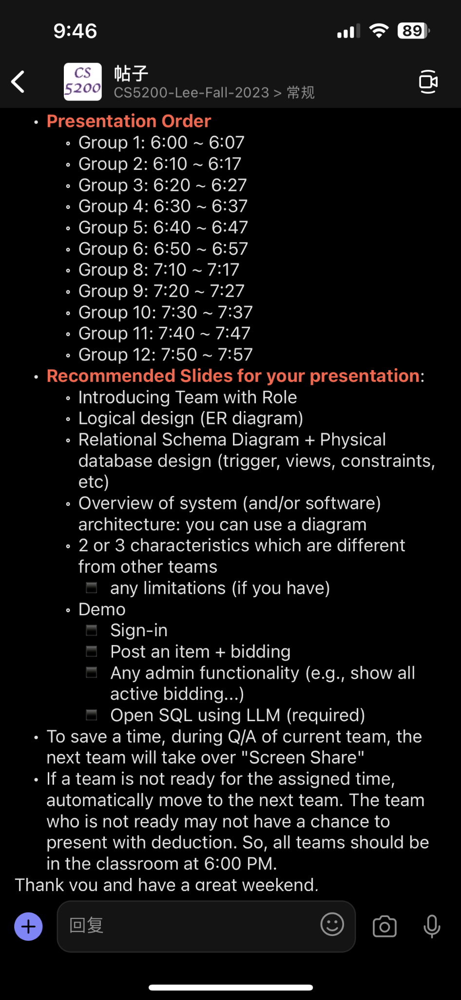 9:46
89
CS
5200
帖子
CS5200-Lee-Fall-2023 > 常规
• Presentation Order
◦ Group 1: 6:00 ~ 6:07
◦ Group 2: 6:10 ~ 6:17
◦ Group 3: 6:20 ~ 6:27
◦ Group 4: 6:30 ~ 6:37
◦ Group 5: 6:40 ~ 6:47
◦ Group 6: 6:50 ~ 6:57
◦ Group 8: 7:10 ~ 7:17
◦ Group 9: 7:20 ~ 7:27
◦ Group 10: 7:30 ~ 7:37
◦ Group 11: 7:40 ~ 7:47
◦ Group 12: 7:50 ~ 7:57
• Recommended Slides for your presentation:
◦ Introducing Team with Role
◦ Logical design (ER diagram)
◦ Relational Schema Diagram + Physical
database design (trigger, views, constraints,
etc)
◦ Overview of system (and/or software)
architecture: you can use a diagram
◦ 2 or 3 characteristics which are different
from other teams
▪ any limitations (if you have)
◦ Demo
▪ Sign-in
▪ Post an item + bidding
▪ Any admin functionality (e.g., show all
active bidding...)
▪ Open SQL using LLM (required)
• To save a time, during Q/A of current team, the
next team will take over "Screen Share"
• If a team is not ready for the assigned time,
automatically move to the next team. The team
who is not ready may not have a chance to
present with deduction. So, all teams should be
in the classroom at 6:00 PM.
Thank you and have a great weekend.
回复